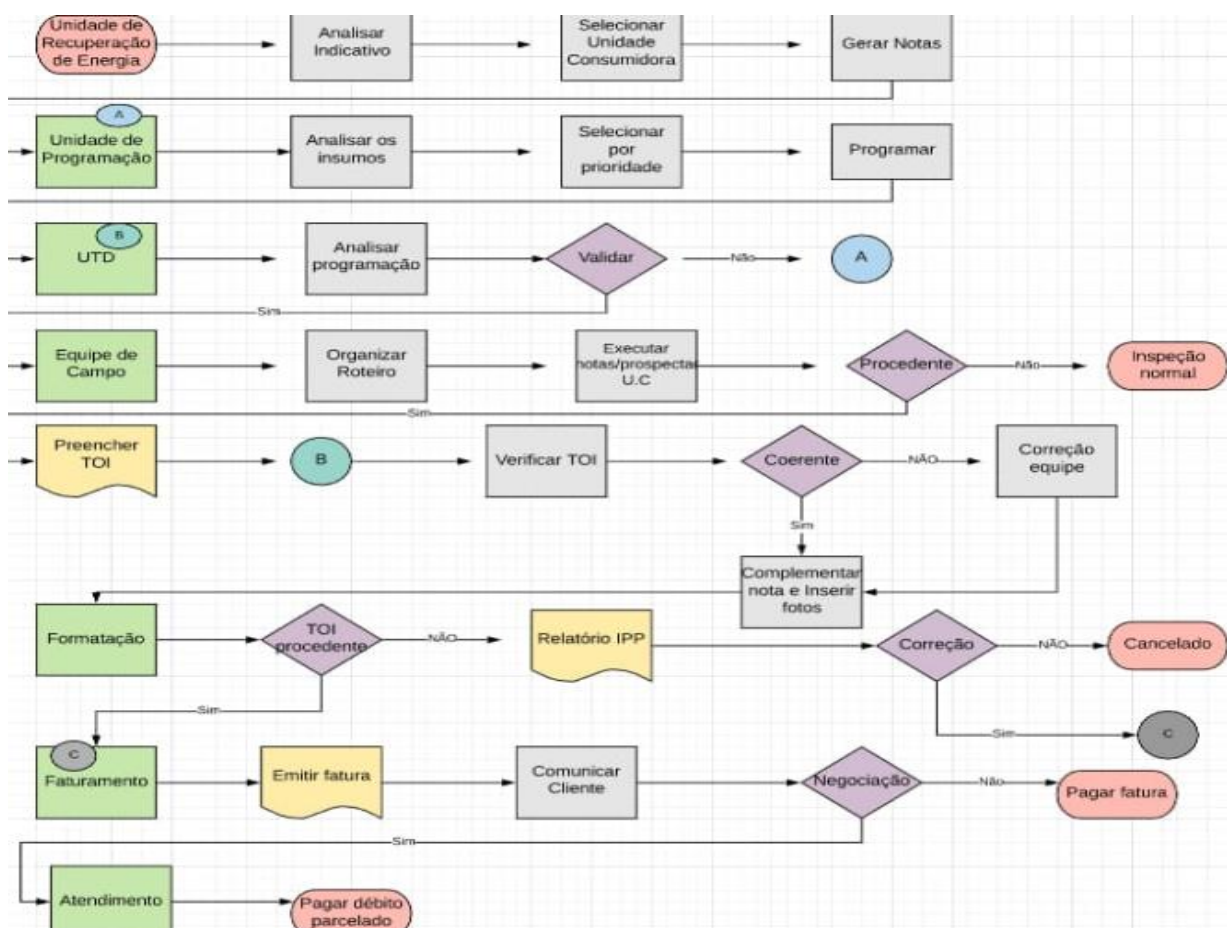 Unidade de
Recuperação
de Energia
Analisar
Indicativo
Selecionar
Unidade
Consumidora
Gerar Notas
A
Unidade de
Programação
Analisar os
insumos
Selecionar
por
prioridade
Programar
B
UTD
Analisar
programação
Validar
Não
A
Sim
Equipe de
Campo
Organizar
Roteiro
Executar
notas/prospectar
U.C
Procedente
Não
Inspeção
normal
Sim
Preencher
TOI
B
Verificar TOI
Coerente
NÃO
Correção
equipe
Sim
Complementar
nota e Inserir
fotos
Formatação
TOI
procedente
NÃO
Relatório IPP
Correção
NÃO
Cancelado
Sim
Sim
C
C
Faturamento
Emitir fatura
Comunicar
Cliente
Negociação
Não
Pagar fatura
Sim
Atendimento
Pagar débito
parcelado